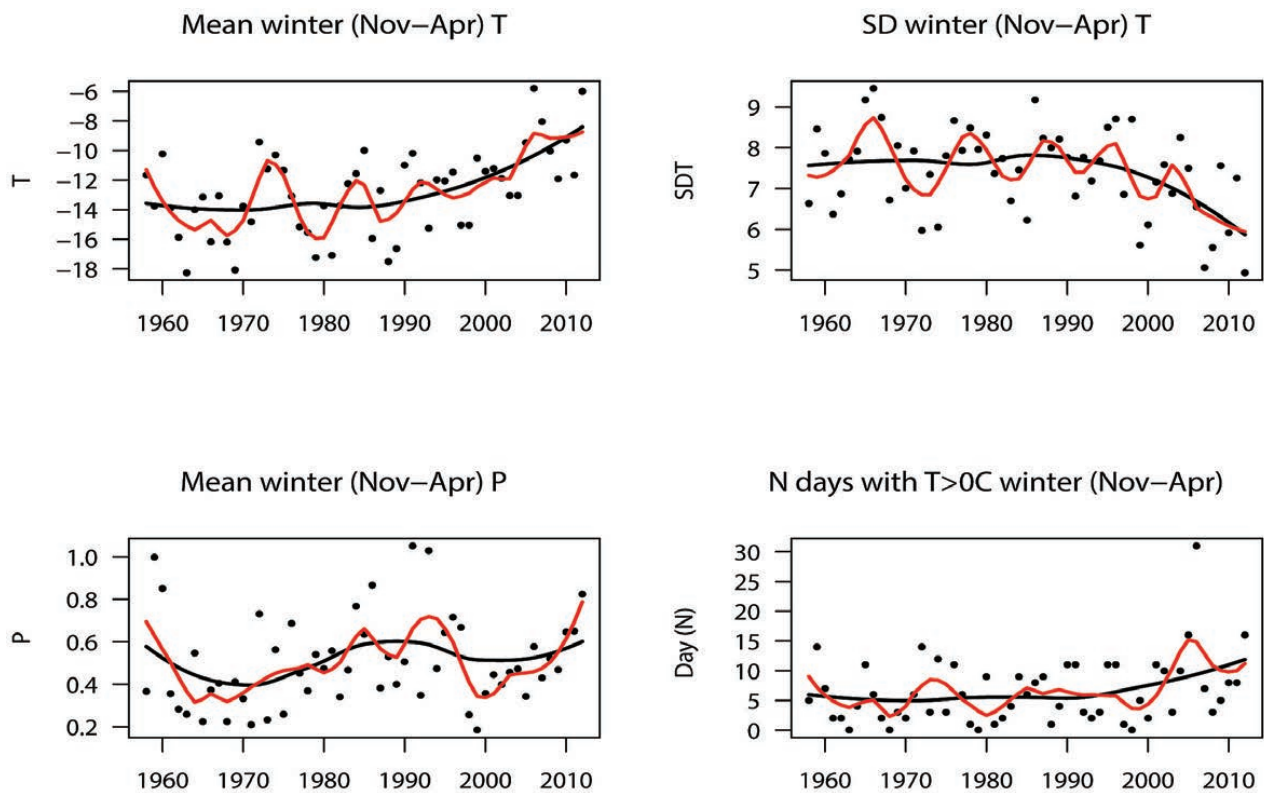 Mean winter (Nov−Apr) T
T
−6
−8
−10
−12
−14
−16
−18
1960 1970 1980 1990 2000 2010
SD winter (Nov−Apr) T
SDT
9
8
7
6
5
1960 1970 1980 1990 2000 2010
Mean winter (Nov−Apr) P
P
1.0
0.8
0.6
0.4
0.2
1960 1970 1980 1990 2000 2010
N days with T>0C winter (Nov−Apr)
Day (N)
30
25
20
15
10
5
0
1960 1970 1980 1990 2000 2010